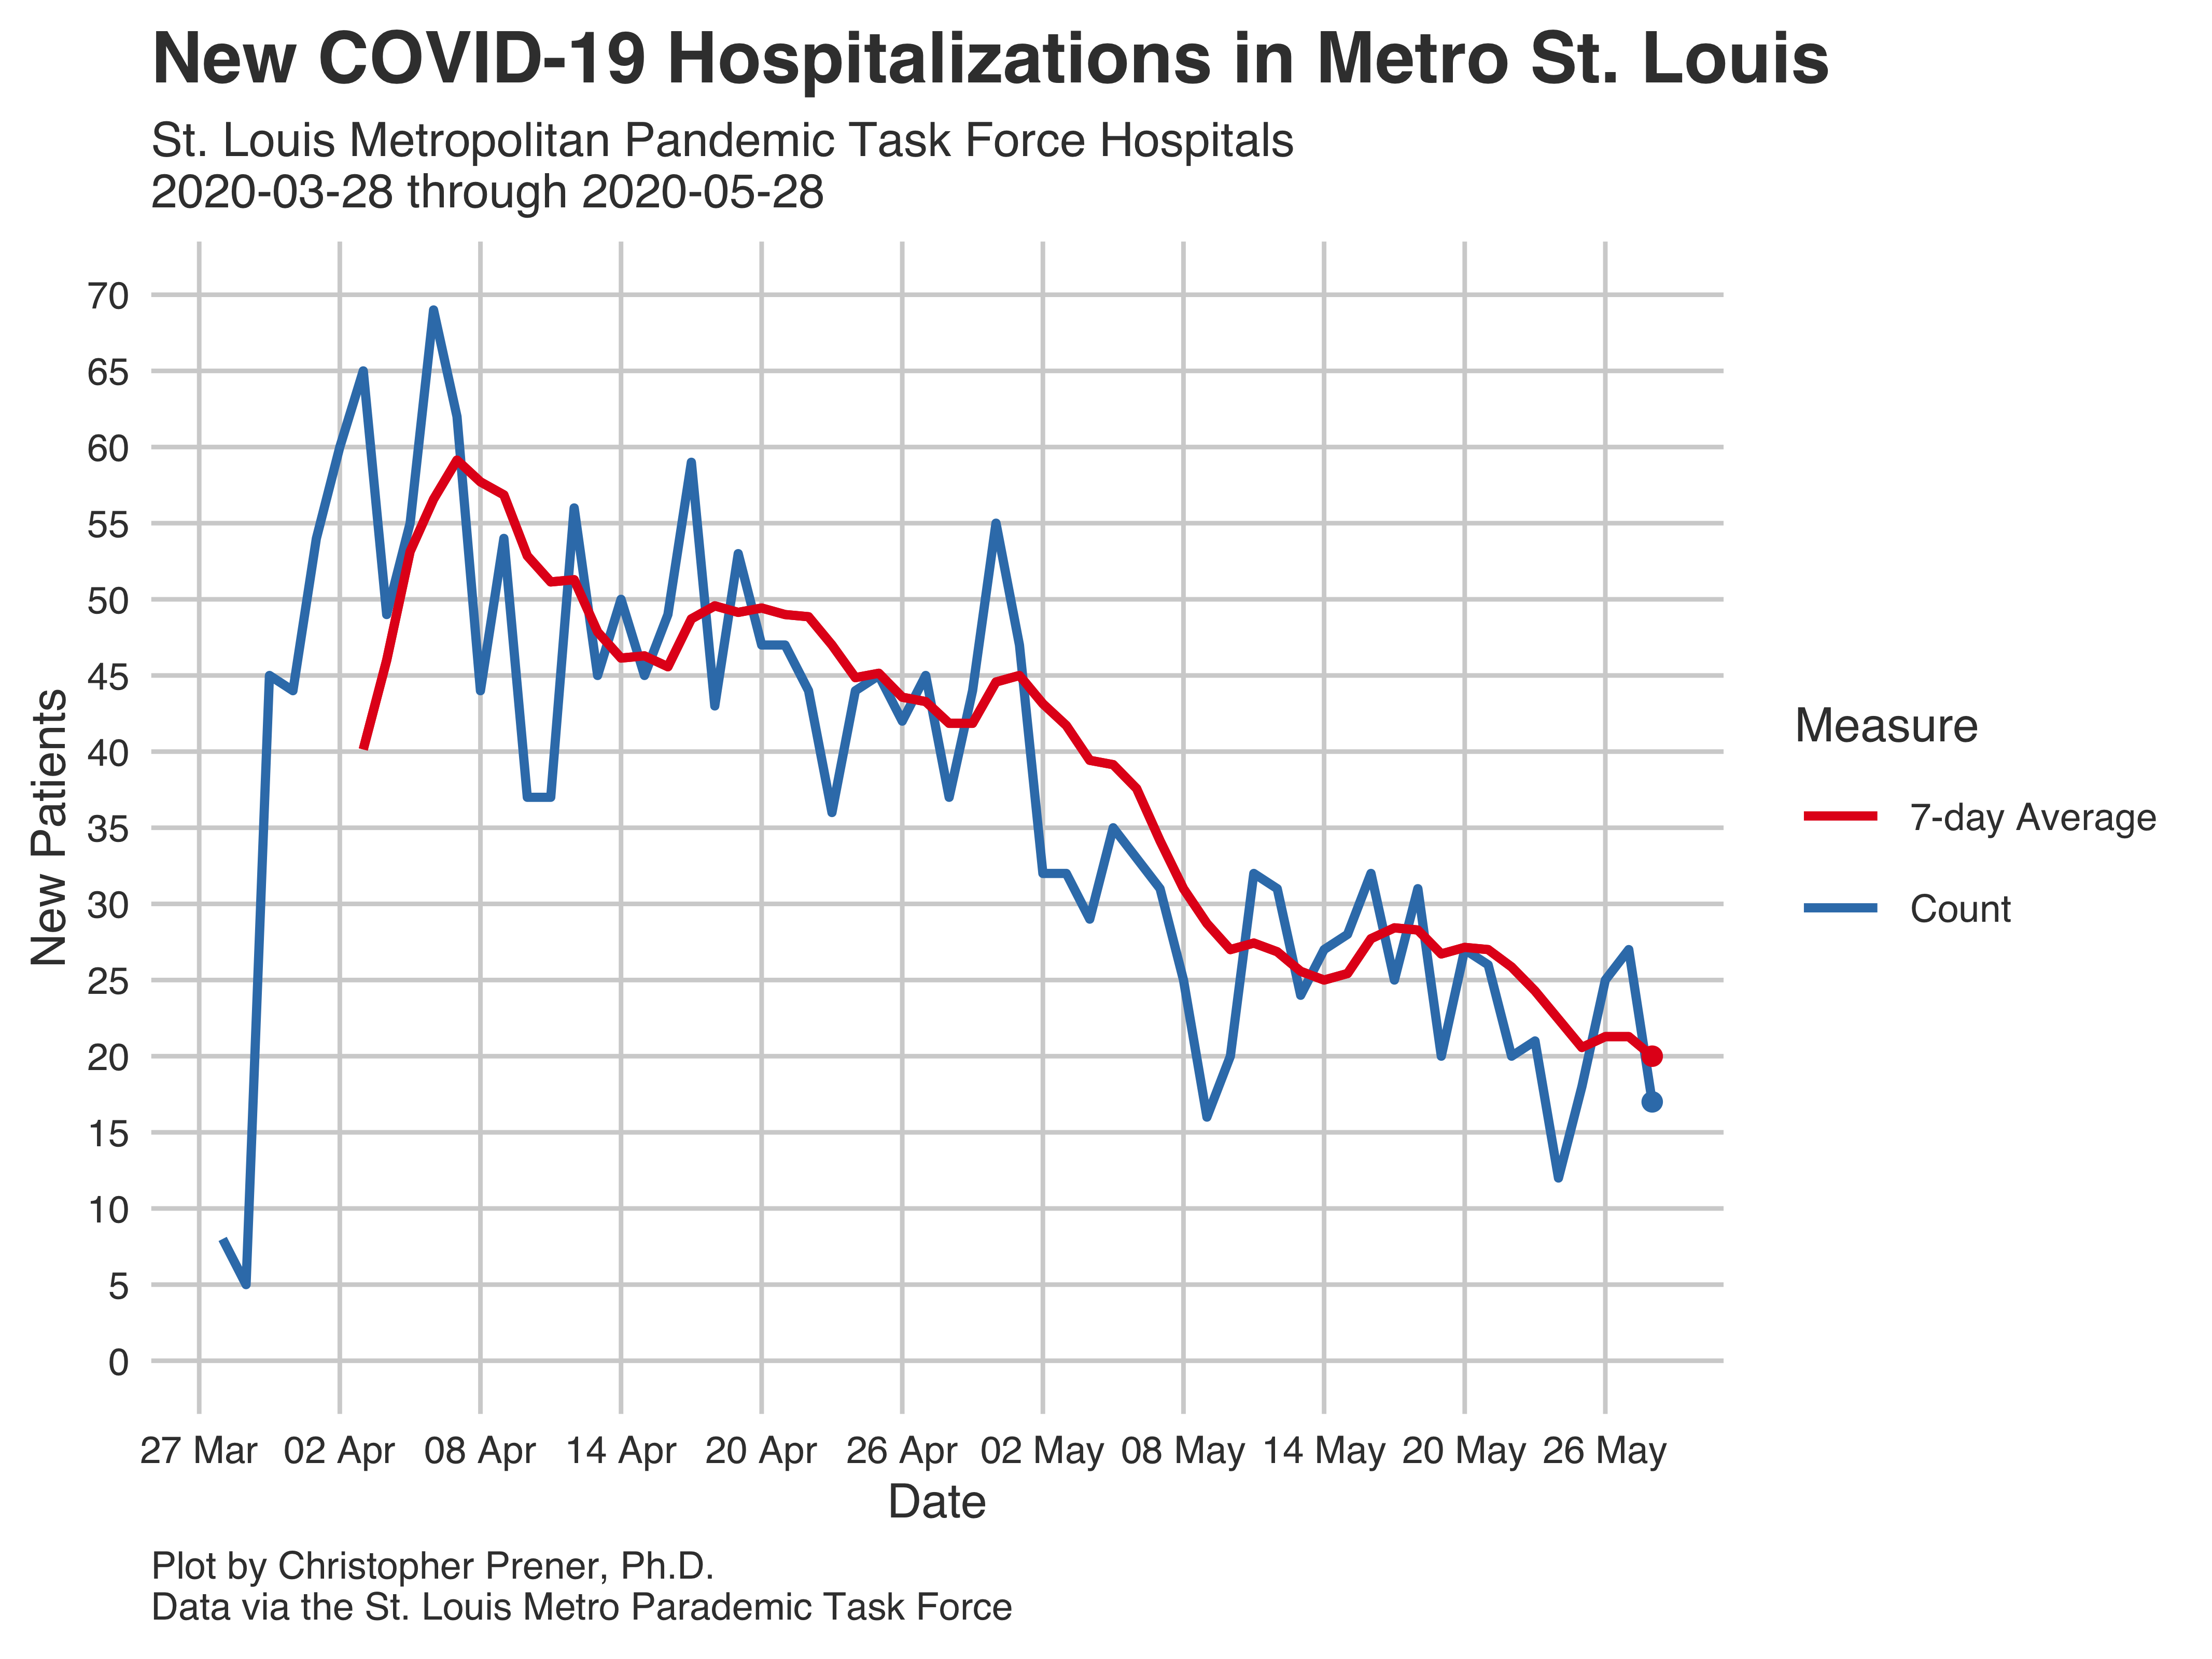 New COVID-19 Hospitalizations in Metro St. Louis
St. Louis Metropolitan Pandemic Task Force Hospitals
2020-03-28 through 2020-05-28
70
65
60
55
50
45
40
35
30
25
20
15
10
5
0
New Patients
27 Mar 02 Apr 08 Apr 14 Apr 20 Apr 26 Apr 02 May 08 May 14 May 20 May 26 May
Date
Measure
7-day Average
Count
Plot by Christopher Prener, Ph.D.
Data via the St. Louis Metro Parademic Task Force